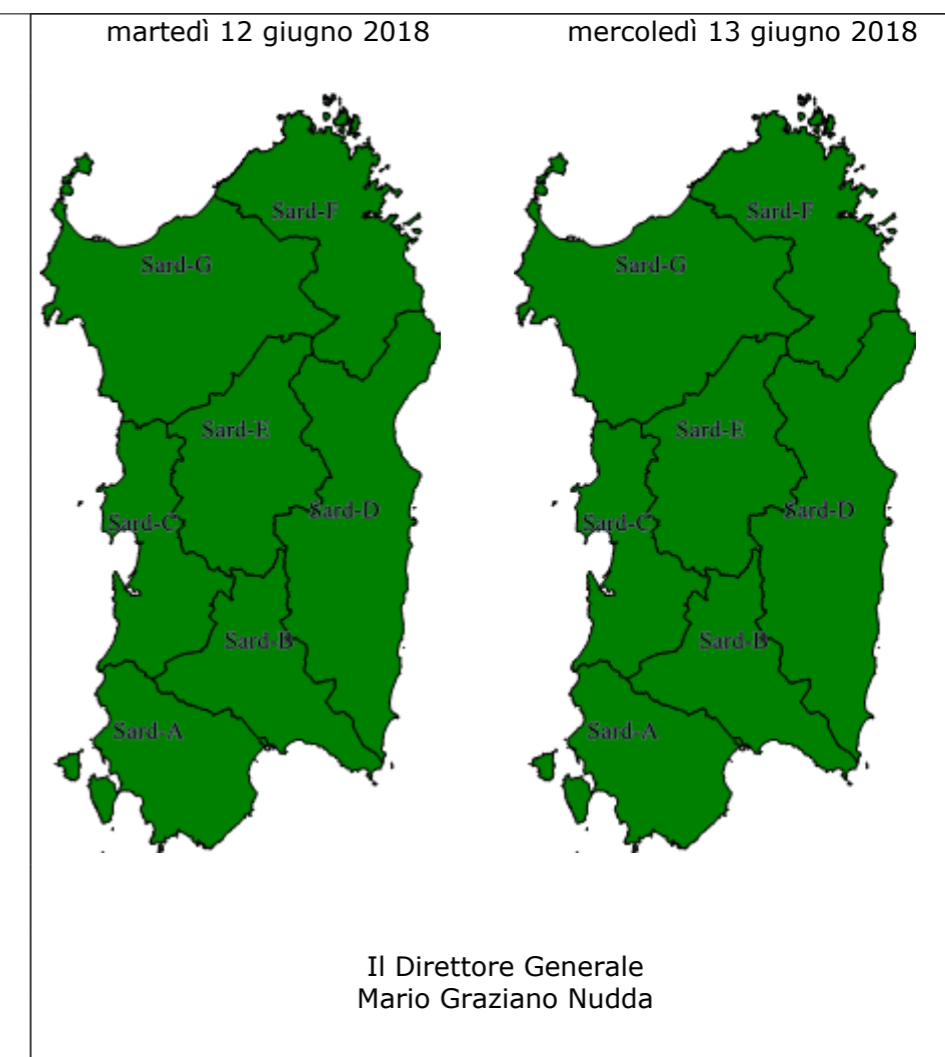 martedì 12 giugno 2018
mercoledì 13 giugno 2018
Sard-F
Sard-G
Sard-E
Sard-D
Sard-C
Sard-B
Sard-A
Sard-F
Sard-G
Sard-E
Sard-D
Sard-C
Sard-B
Sard-A
Il Direttore Generale
Mario Graziano Nudda